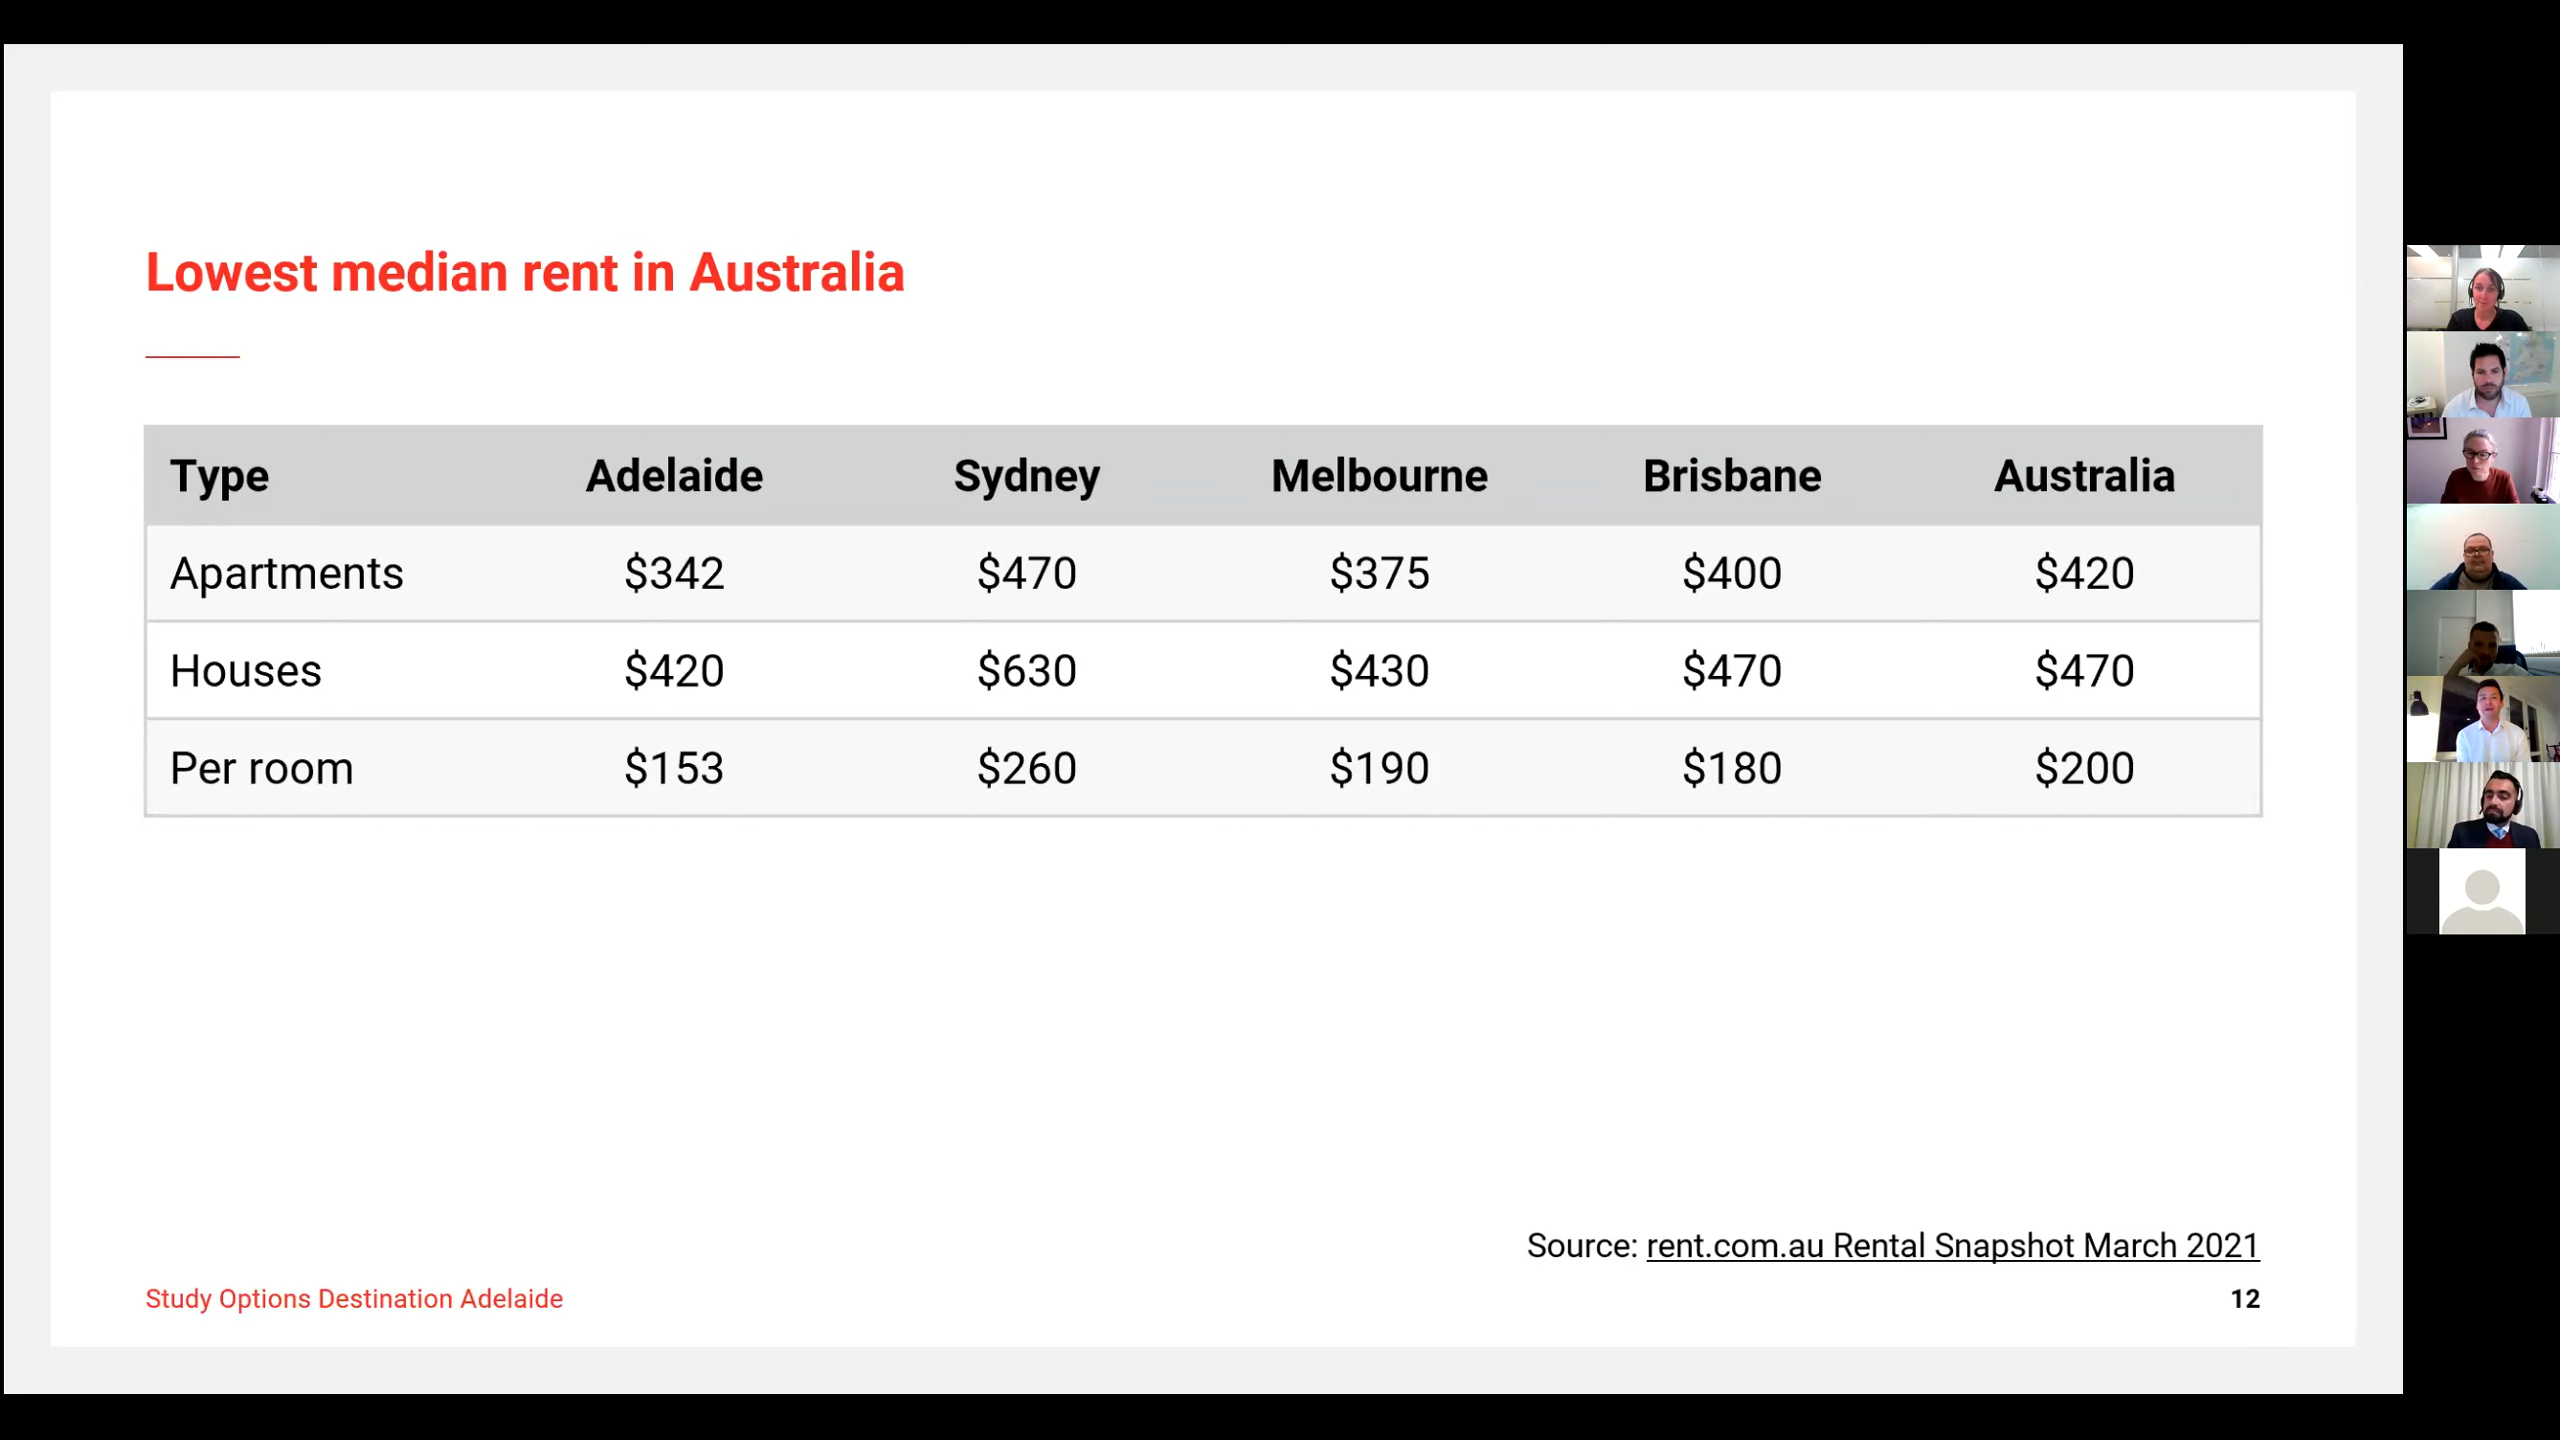 Lowest median rent in Australia
Type Adelaide Sydney Melbourne Brisbane Australia
Apartments $342 $470 $375 $400 $420
Houses $420 $630 $430 $470 $470
Per room $153 $260 $190 $180 $200
Source: rent.com.au Rental Snapshot March 2021
Study Options Destination Adelaide 12